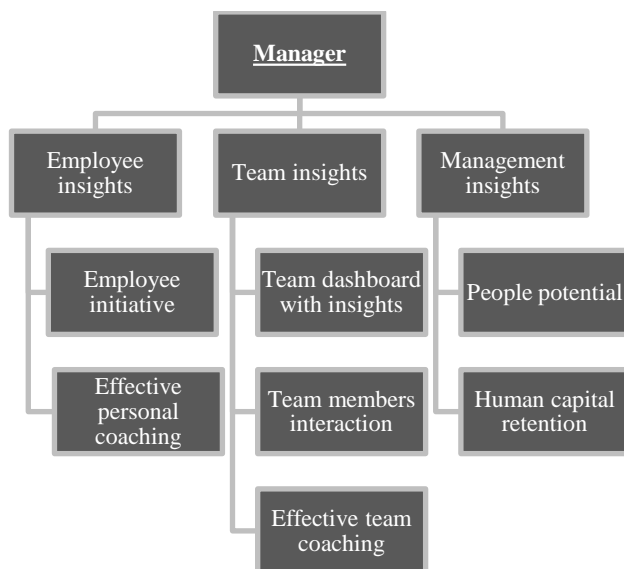 Manager
Employee
insights
Team insights
Management
insights
Employee
initiative
Team dashboard
with insights
People potential
Effective
personal
coaching
Team members
interaction
Human capital
retention
Effective team
coaching